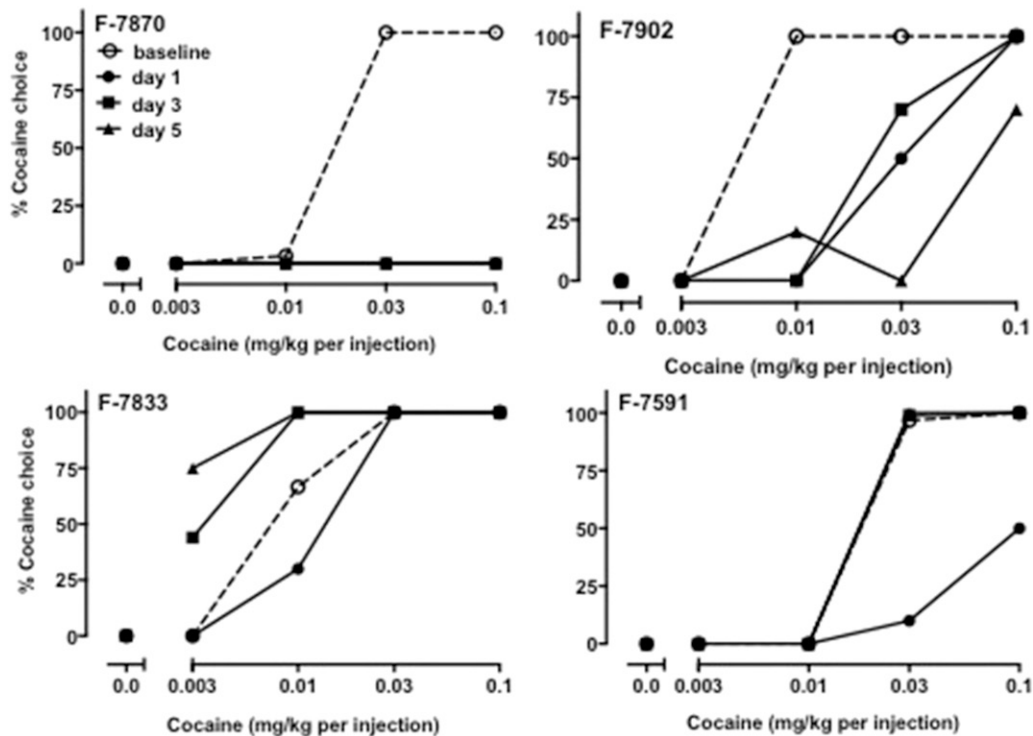 F-7870
baseline
day 1
day 3
day 5
% Cocaine choice
100
75
50
25
0
0.0 0.003 0.01 0.03 0.1
Cocaine (mg/kg per injection)
F-7902
100
75
50
25
0
0.0 0.003 0.01 0.03 0.1
Cocaine (mg/kg per injection)
F-7833
% Cocaine choice
100
75
50
25
0
0.0 0.003 0.01 0.03 0.1
Cocaine (mg/kg per injection)
F-7591
100
75
50
25
0
0.0 0.003 0.01 0.03 0.1
Cocaine (mg/kg per injection)